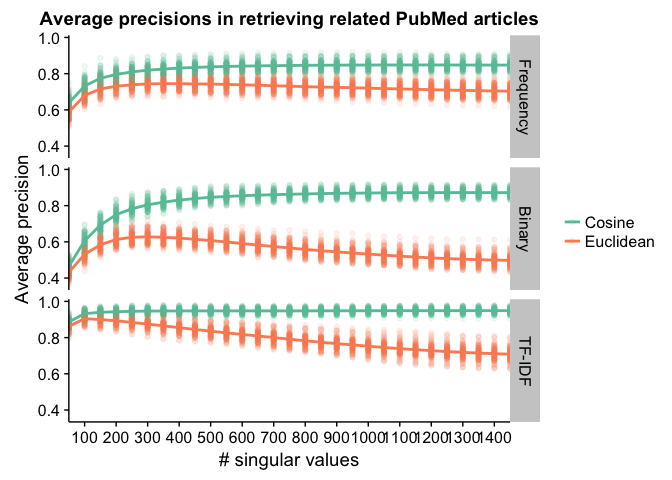 Average precisions in retrieving related PubMed articles
1.0
0.8
0.6
0.4
Frequency
1.0
0.8
0.6
0.4
Binary
1.0
0.8
0.6
0.4
TF-IDF
Average precision
Cosine
Euclidean
100 200 300 400 500 600 700 800 900 1000 1100 1200 1300 1400
# singular values